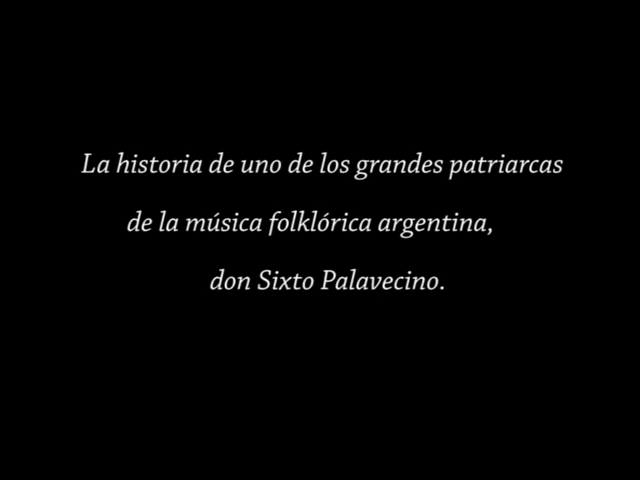 La historia de uno de los grandes patriarcas
de la música folklórica argentina,
don Sixto Palavecino.